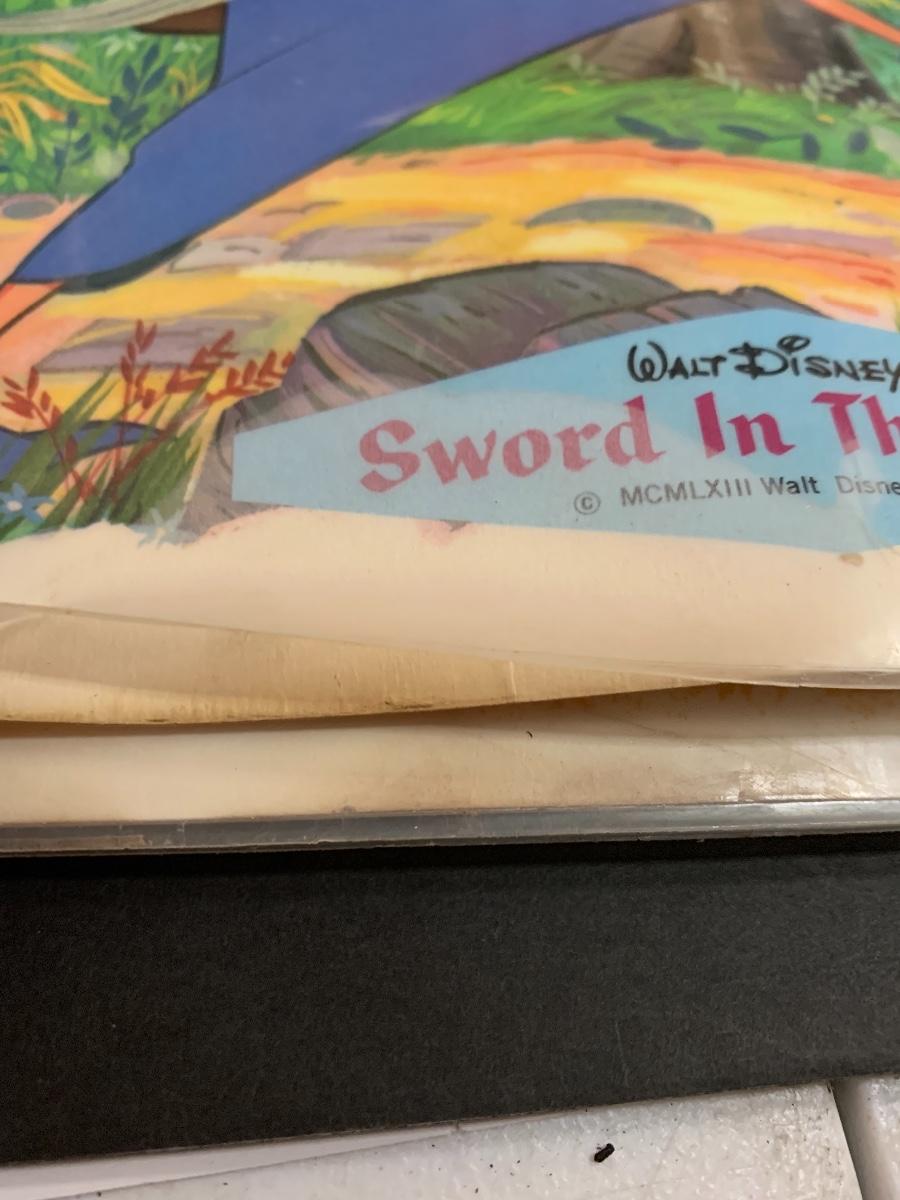 WALT DISNEY
Sword In Th
© MCMLXIII Walt Disne